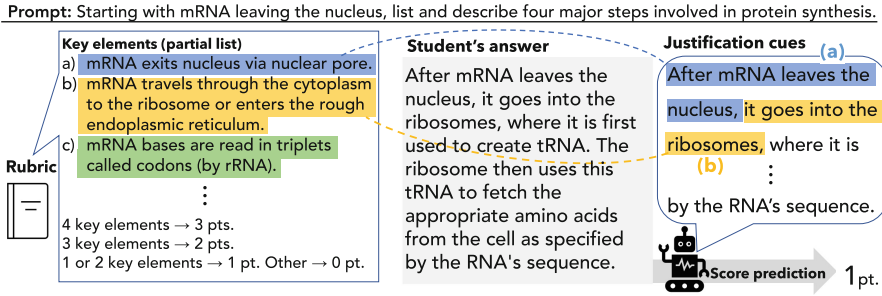 Prompt: Starting with mRNA leaving the nucleus, list and describe four major steps involved in protein synthesis.
Key elements (partial list)
a) mRNA exits nucleus via nuclear pore.
b) mRNA travels through the cytoplasm
to the ribosome or enters the rough
endoplasmic reticulum.
c) mRNA bases are read in triplets
called codons (by rRNA).
⋮
4 key elements → 3 pts.
3 key elements → 2 pts.
1 or 2 key elements → 1 pt. Other → 0 pt.
Rubric
Student's answer
After mRNA leaves the
nucleus, it goes into the
ribosomes, where it is first
used to create tRNA. The
ribosome then uses this
tRNA to fetch the
appropriate amino acids
from the cell as specified
by the RNA's sequence.
Justification cues
(a)
After mRNA leaves the
nucleus, it goes into the
ribosomes, where it is
(b)
⋮
by the RNA's sequence.
Score prediction
1pt.